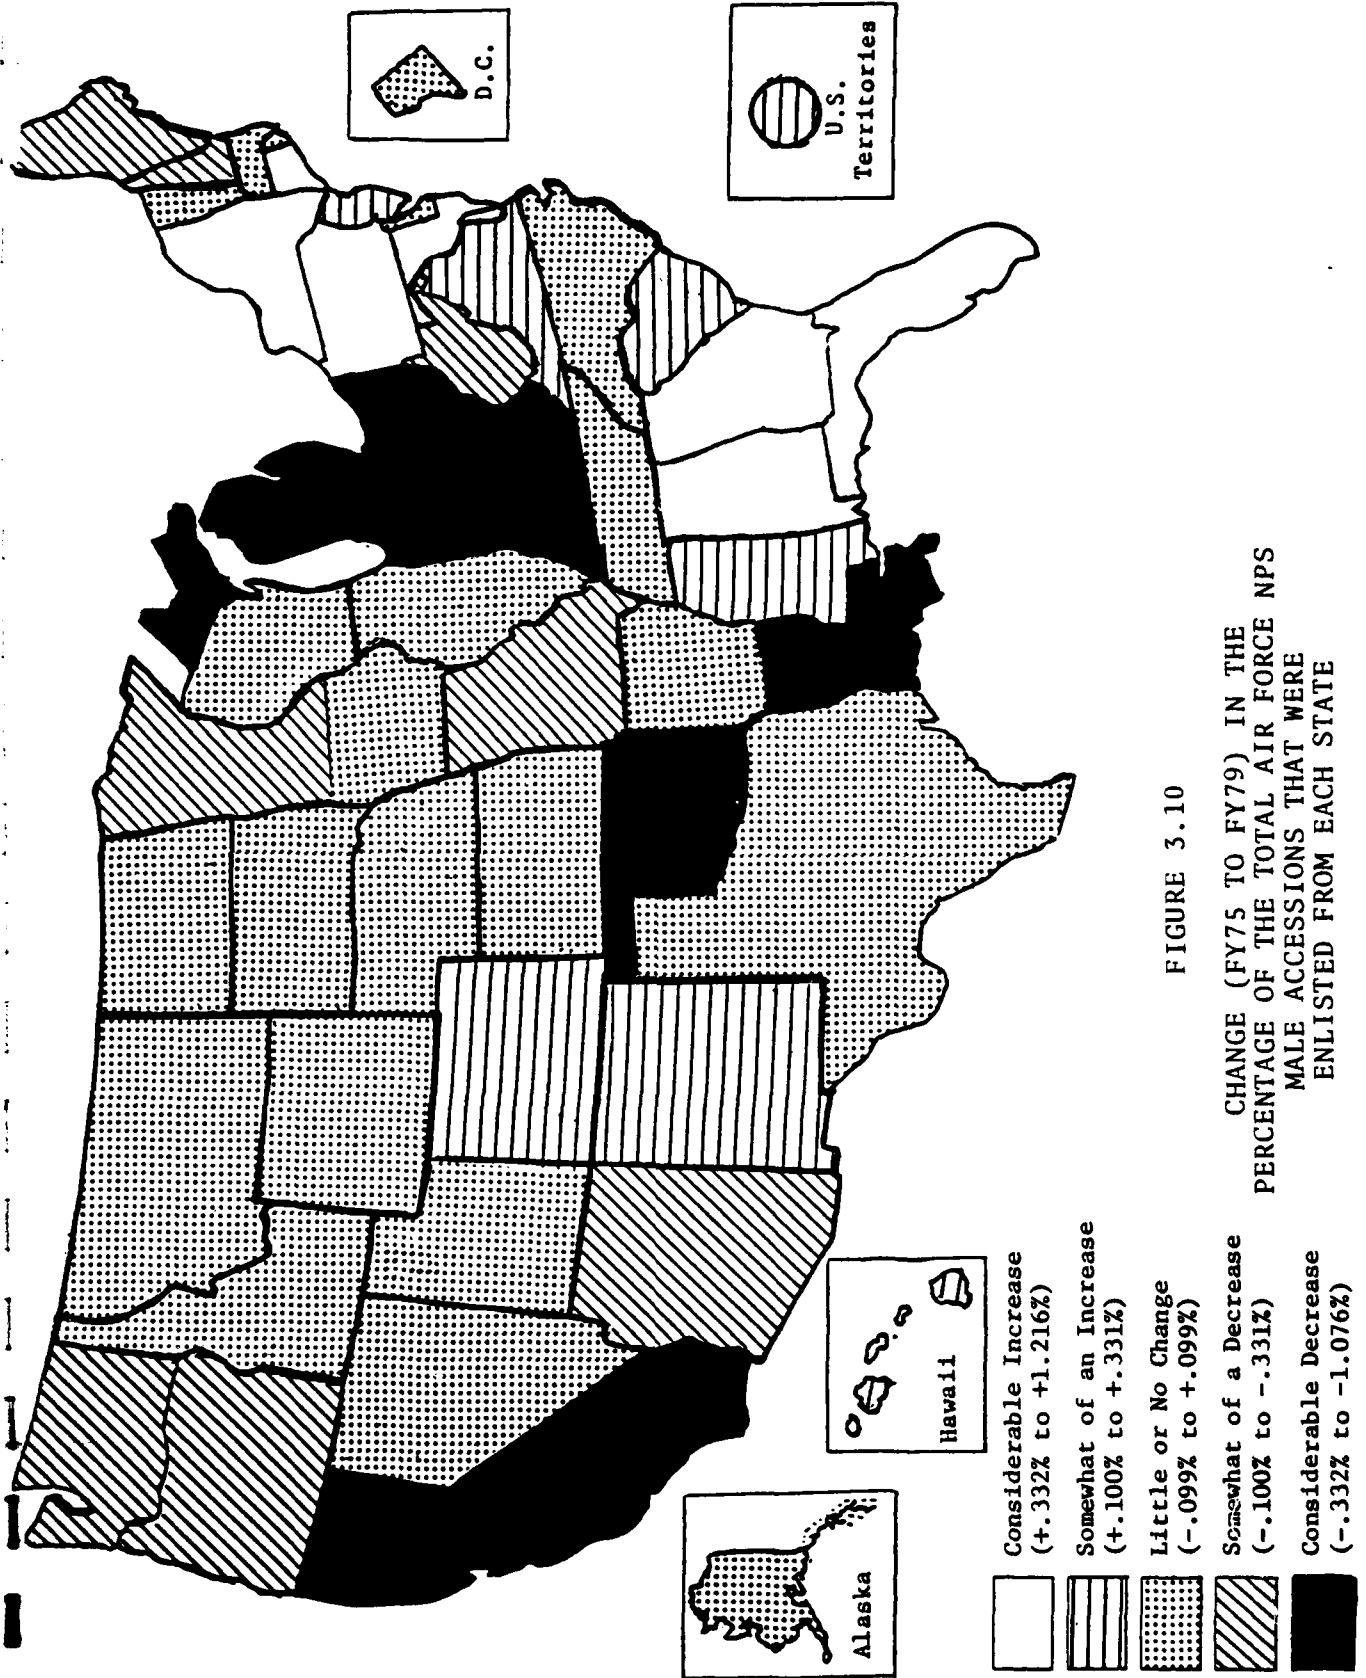 D.C.
U.S.
Territories
Alaska
Hawaii
Considerable Increase
(+.332% to +1.216%)
Somewhat of an Increase
(+.100% to +.331%)
Little or No Change
(-.099% to +.099%)
Somewhat of a Decrease
(-.100% to -.331%)
Considerable Decrease
(-.332% to -1.076%)
FIGURE 3.10
CHANGE (FY75 TO FY79) IN THE
PERCENTAGE OF THE TOTAL AIR FORCE NPS
MALE ACCESSIONS THAT WERE
ENLISTED FROM EACH STATE